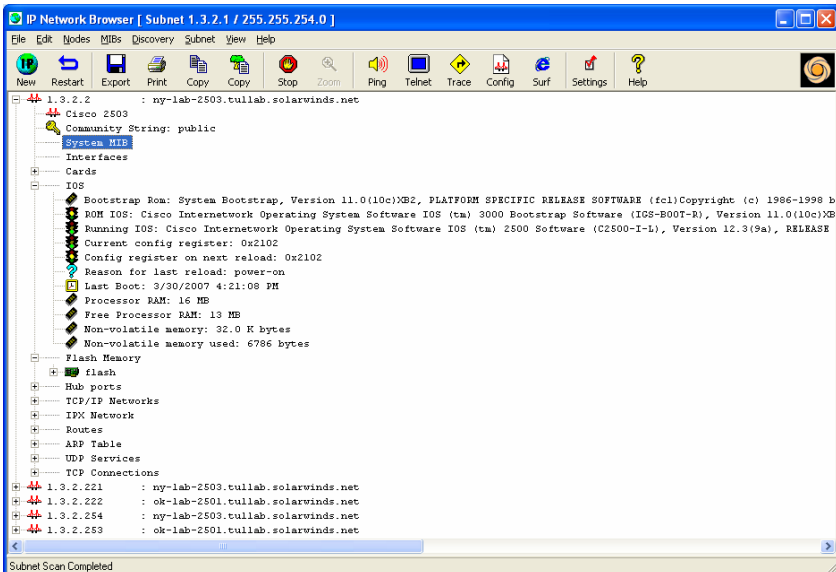 IP Network Browser [ Subnet 1.3.2.1 / 255.255.254.0 ]
File Edit Nodes MIBs Discovery Subnet View Help
New Restart Export Print Copy Copy Stop Zoom Ping Telnet Trace Config Surf Settings Help
1.3.2.2 : ny-lab-2503.tullab.solarwinds.net
Cisco 2503
Community String: public
System MIB
Interfaces
Cards
IOS
Bootstrap Rom: System Bootstrap, Version 11.0(10c)XB2, PLATFORM SPECIFIC RELEASE SOFTWARE (fc1)Copyright (c) 1986-1998 b
ROM IOS: Cisco Internetwork Operating System Software IOS (tm) 3000 Bootstrap Software (IGS-BOOT-R), Version 11.0(10c)XB
Running IOS: Cisco Internetwork Operating System Software IOS (tm) 2500 Software (C2500-I-L), Version 12.3(9a), RELEASE
Current config register: 0x2102
Config register on next reload: 0x2102
Reason for last reload: power-on
Last Boot: 3/30/2007 4:21:08 PM
Processor RAM: 16 MB
Free Processor RAM: 13 MB
Non-volatile memory: 32.0 K bytes
Non-volatile memory used: 6786 bytes
Flash Memory
flash
Hub ports
TCP/IP Networks
IPX Network
Routes
ARP Table
UDP Services
TCP Connections
1.3.2.221 : ny-lab-2503.tullab.solarwinds.net
1.3.2.222 : ok-lab-2501.tullab.solarwinds.net
1.3.2.254 : ny-lab-2503.tullab.solarwinds.net
1.3.2.253 : ok-lab-2501.tullab.solarwinds.net
Subnet Scan Completed